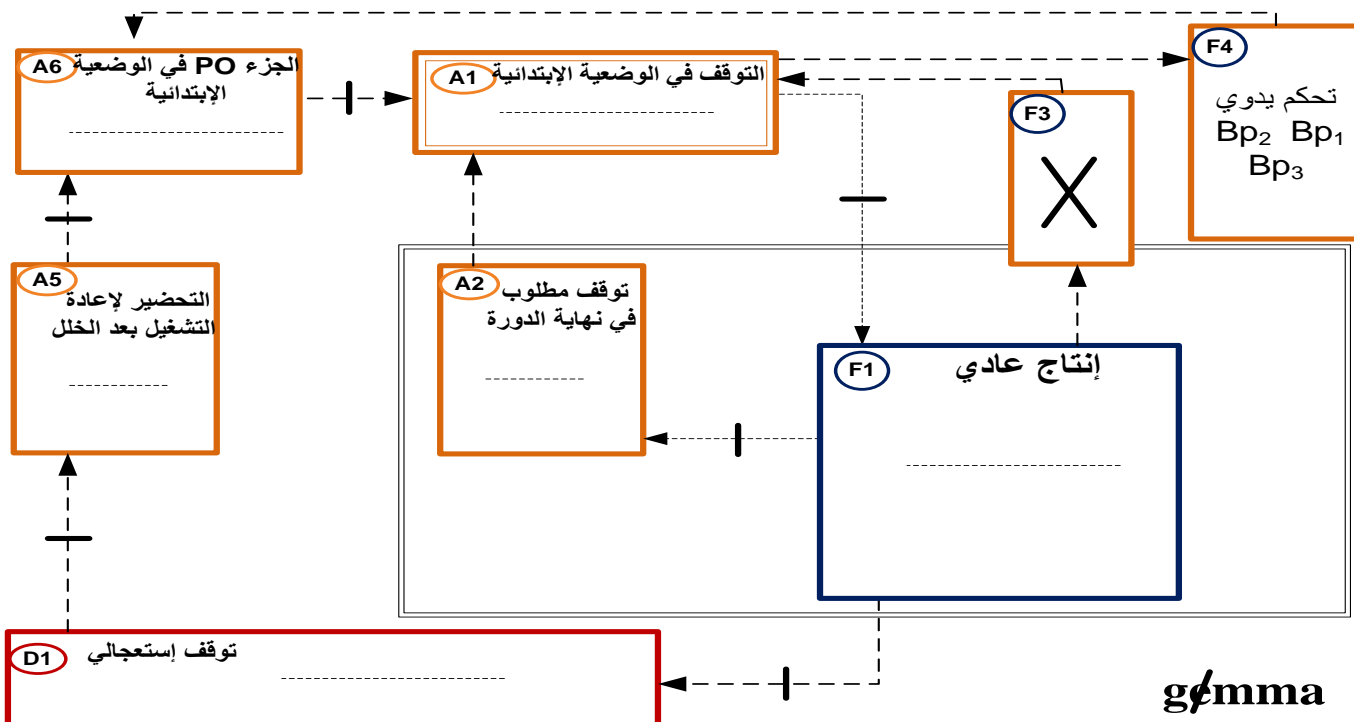 A6
الجزء PO في الوضعية
الإبتدائية
A1
التوقف في الوضعية الإبتدائية
F4
تحكم يدوي
Bp₂ Bp₁
Bp₃
F3
X
A5
التحضير لإعادة
التشغيل بعد الخلل
A2
توقف مطلوب
في نهاية الدورة
F1
إنتاج عادي
D1
توقف إستعجالي
gemma